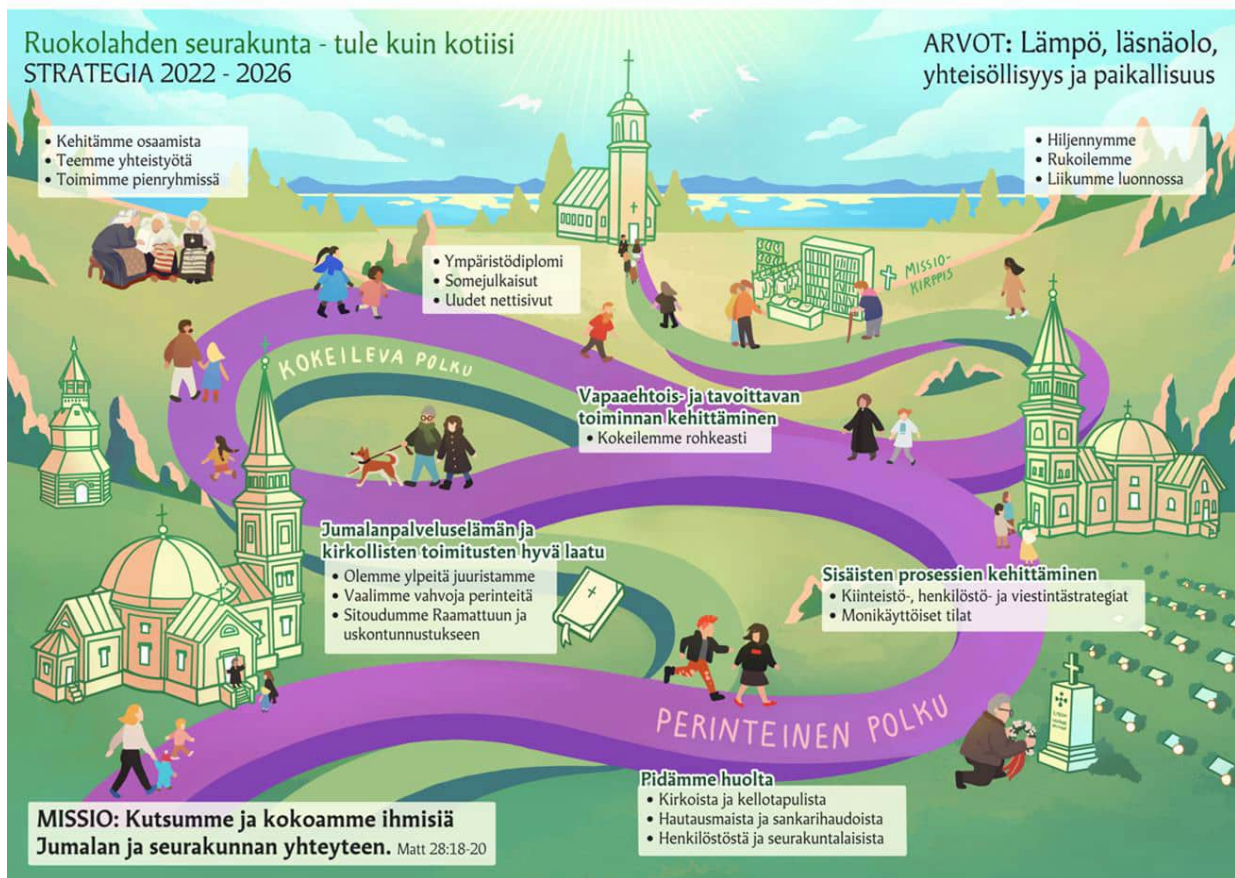 Ruokolahden seurakunta - tule kuin kotiisi
STRATEGIA 2022 - 2026
ARVOT: Lämpö, läsnäolo,
yhteisöllisyys ja paikallisuus
• Kehitämme osaamista
• Teemme yhteistyötä
• Toimimme pienryhmissä
• Hiljennymme
• Rukoilemme
• Liikumme luonnossa
• Ympäristödiplomi
• Somejulkaisut
• Uudet nettisivut
MISSIO-
KIRPPIS
KOKEILEVA POLKU
Vapaaehtois- ja tavoittavan
toiminnan kehittäminen
• Kokeilemme rohkeasti
Jumalanpalveluselämän ja
kirkollisten toimitusten hyvä laatu
• Olemme ylpeitä juuristamme
• Vaalimme vahvoja perinteitä
• Sitoudumme Raamattuun ja
uskontunnustukseen
Sisäisten prosessien kehittäminen
• Kiinteistö-, henkilöstö- ja viestintästrategiat
• Monikäyttöiset tilat
PERINTEINEN POLKU
Pidämme huolta
• Kirkoista ja kellotapulista
• Hautausmaista ja sankarihaudoista
• Henkilöstöstä ja seurakuntalaisista
MISSIO: Kutsumme ja kokoamme ihmisiä
Jumalan ja seurakunnan yhteyteen. Matt 28:18-20